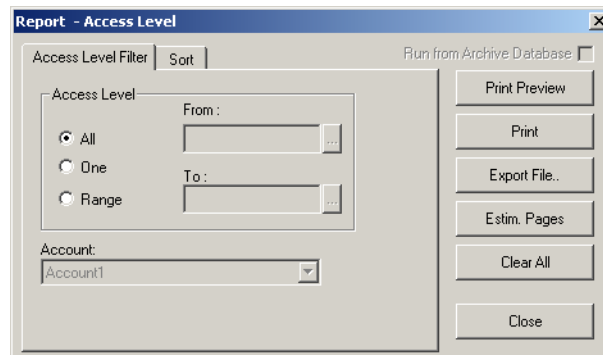 Report - Access Level
Access Level Filter
Sort
Run from Archive Database
Access Level
From :
All
...
One
To :
Range
...
Account:
Account1
Print Preview
Print
Export File..
Estim. Pages
Clear All
Close